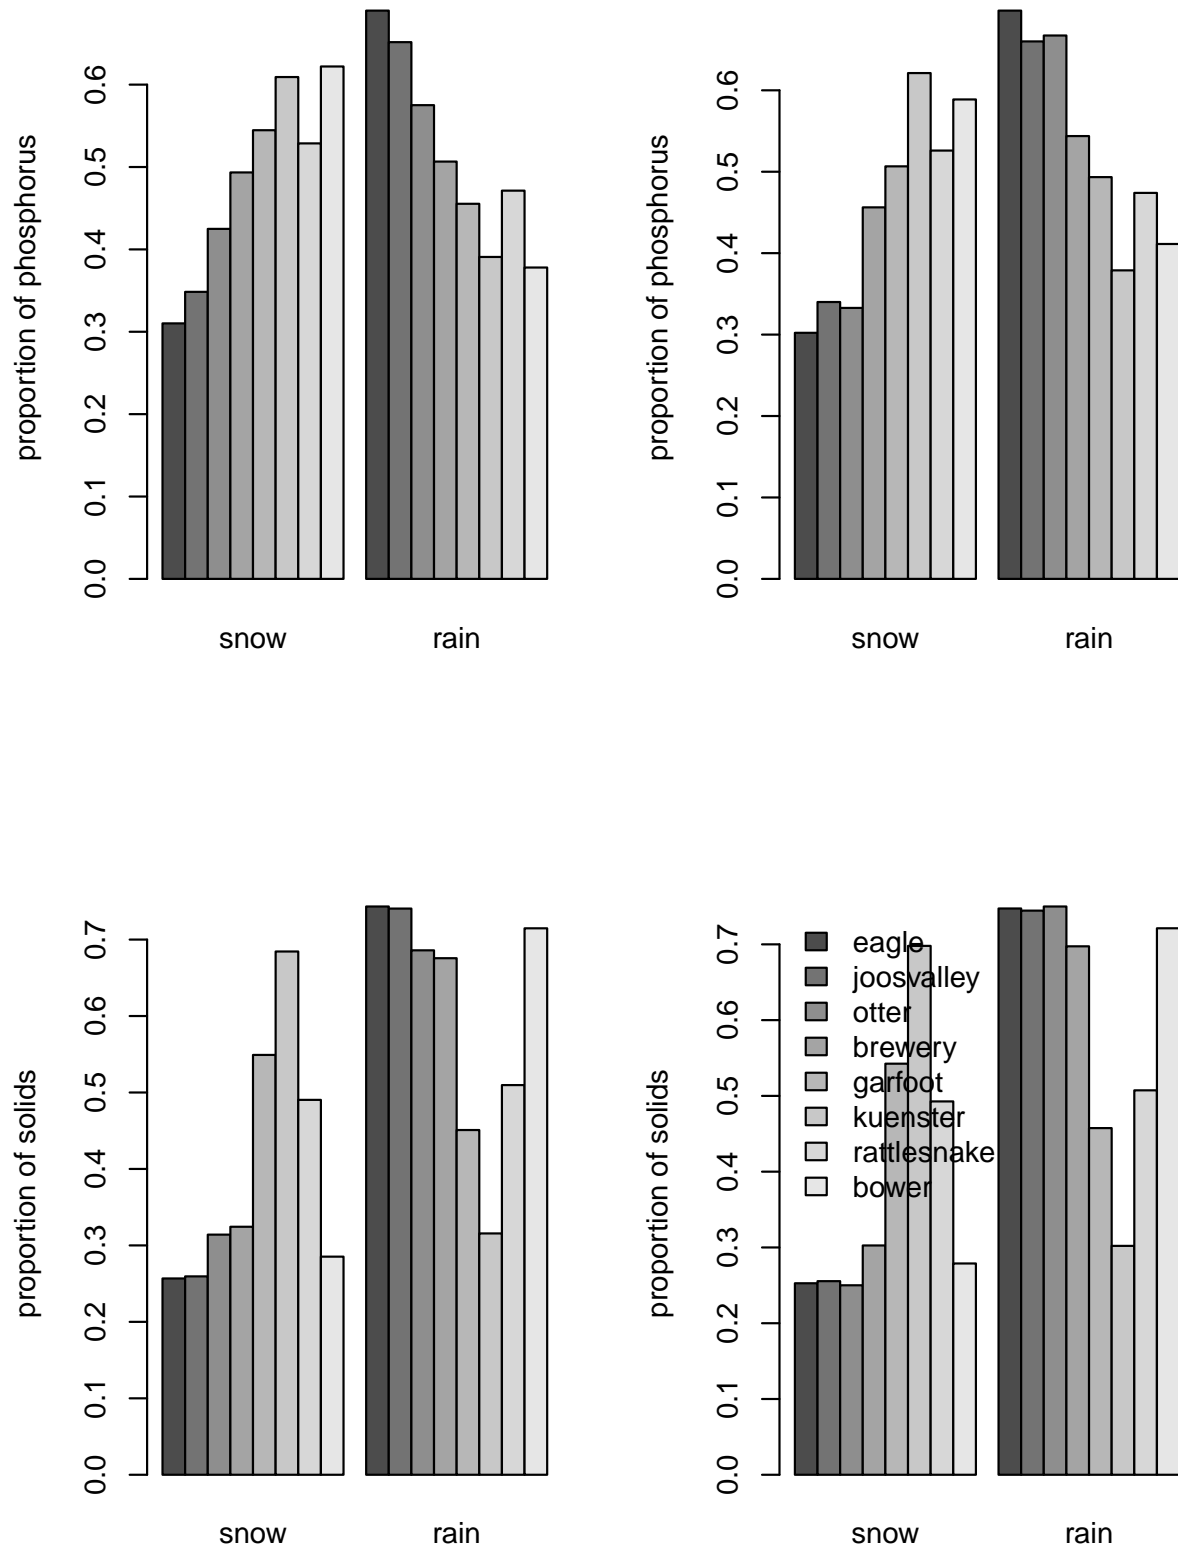 proportion of phosphorus
0.6
0.5
0.4
0.3
0.2
0.1
0.0
snow rain
proportion of phosphorus
0.6
0.5
0.4
0.3
0.2
0.1
0.0
snow rain
proportion of solids
0.7
0.6
0.5
0.4
0.3
0.2
0.1
0.0
snow rain
proportion of solids
0.7
0.6
0.5
0.4
0.3
0.2
0.1
0.0
eagle
joosvalley
otter
brewery
garfoot
kuenster
rattlesnake
bower
snow rain